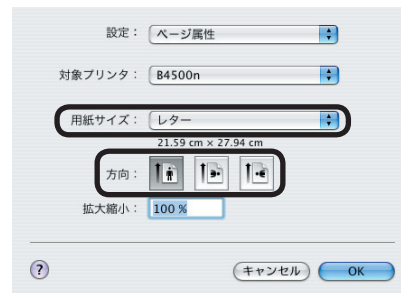 設定： ページ属性
対象プリンタ： B4500n
用紙サイズ： レター
21.59 cm × 27.94 cm
方向：
拡大縮小： 100 %
?
キャンセル OK